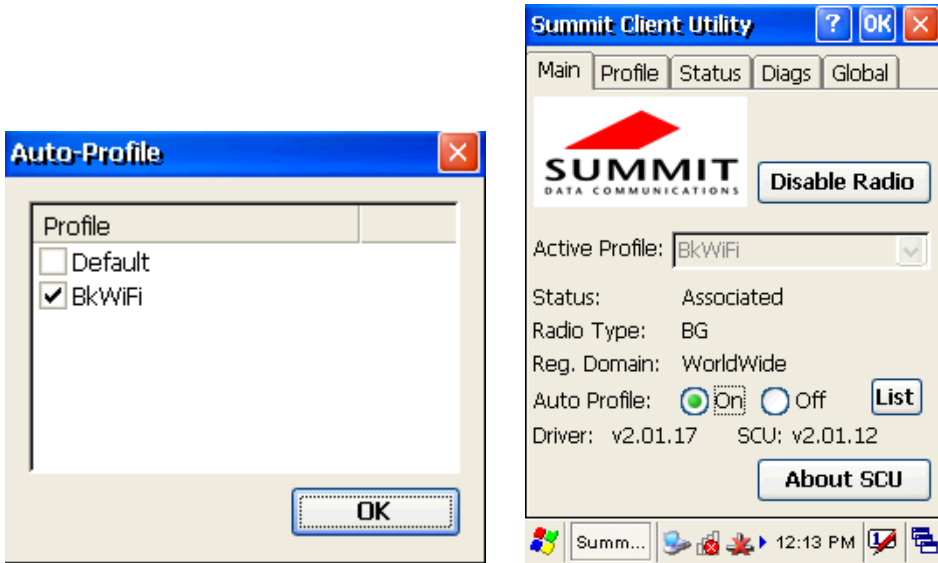 Auto-Profile
Profile
Default
BkWiFi
OK
Summit Client Utility ? OK
Main Profile Status Diags Global
SUMMIT
DATA COMMUNICATIONS
Disable Radio
Active Profile: BkWiFi
Status: Associated
Radio Type: BG
Reg. Domain: WorldWide
Auto Profile: On Off List
Driver: v2.01.17 SCU: v2.01.12
About SCU
Summ... 12:13 PM